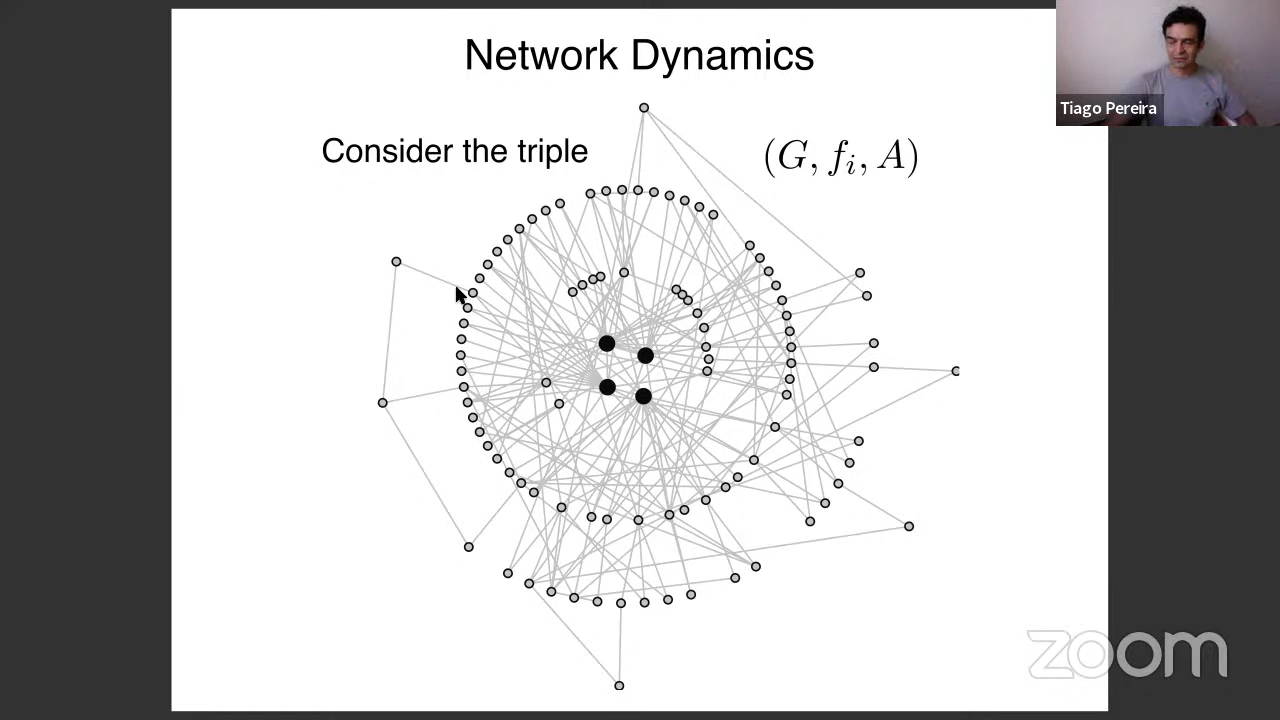 Network Dynamics
Consider the triple (G, f_i, A)
Tiago Pereira
zoom